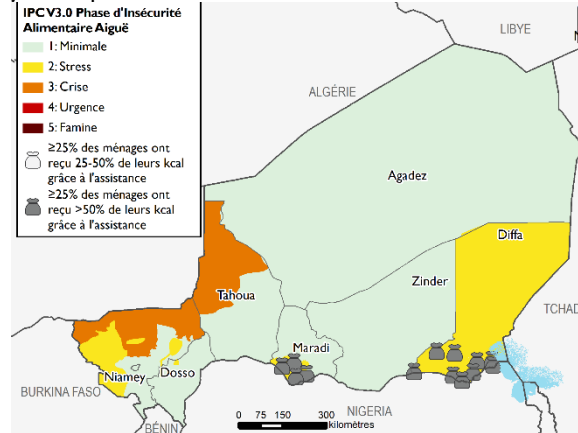 IPC V3.0 Phase d'Insécurité
Alimentaire Aiguë
1: Minimale
2: Stress
3: Crise
4: Urgence
5: Famine
≥25% des ménages ont
reçu 25-50% de leurs kcal
grâce à l'assistance
≥25% des ménages ont
reçu >50% de leurs kcal
grâce à l'assistance
LIBYE
ALGÉRIE
Agadez
Diffa
Zinder
Tahoua
TCHAD
Maradi
Niamey
Dosso
BURKINA FASO
NIGERIA
BÉNIN
0 75 150 300
kilomètres